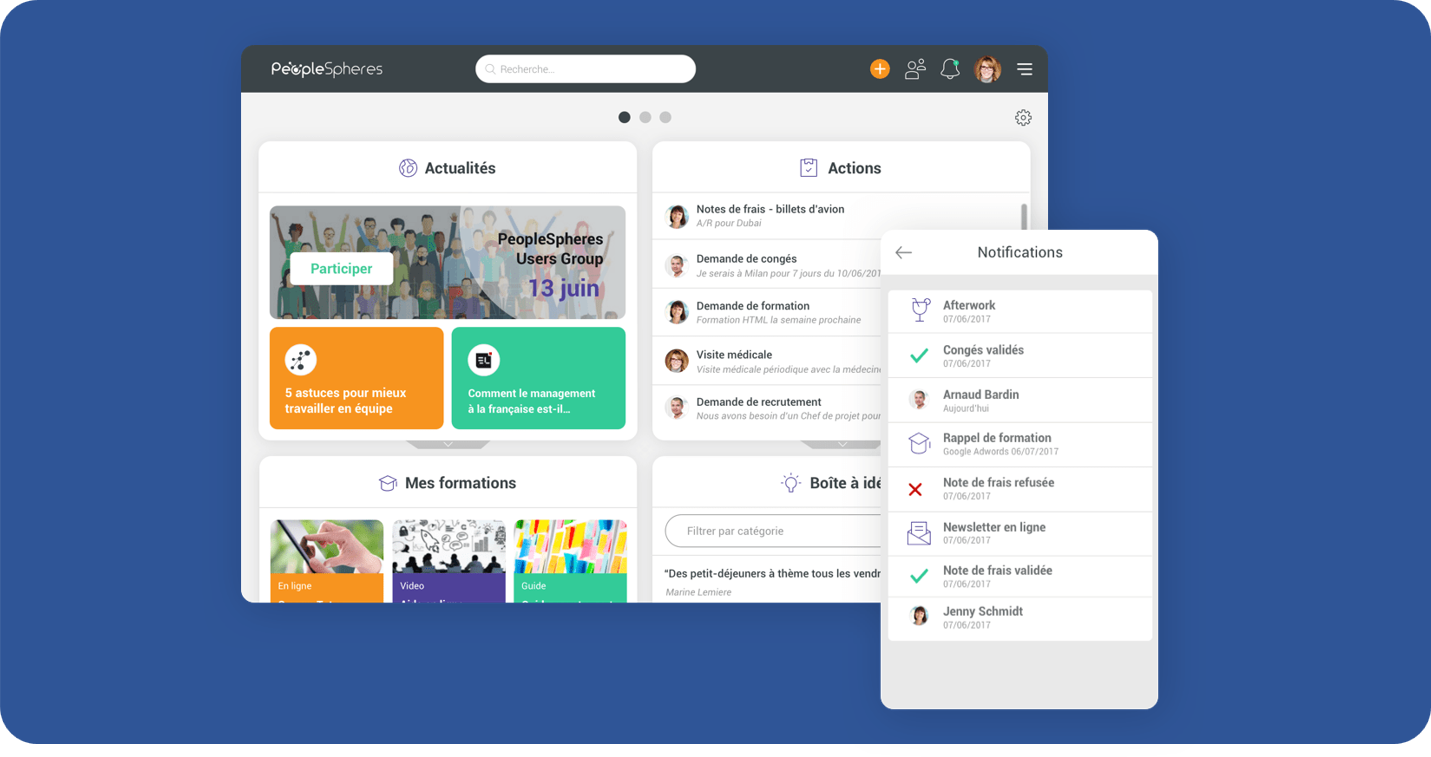 PeopleSpheres
Recherche...
Actualités
Participer
PeopleSpheres
Users Group
13 juin
5 astuces pour mieux
travailler en équipe
EL
Comment le management
à la française est-il...
Actions
Notes de frais - billets d'avion
A/R pour Dubai
Demande de congés
Je serais à Milan pour 7 jours du 10/06/201
Demande de formation
Formation HTML la semaine prochaine
Visite médicale
Visite médicale périodique avec la médecine
Demande de recrutement
Nous avons besoin d'un Chef de projet pour
Mes formations
En ligne
Video
Guide
Boîte à idé
Filtrer par catégorie
“Des petit-déjeuners à thème tous les vendr
Marine Lemiere
Notifications
Afterwork
07/06/2017
Congés validés
07/06/2017
Arnaud Bardin
Aujourd'hui
Rappel de formation
Google Adwords 06/07/2017
Note de frais refusée
07/06/2017
Newsletter en ligne
07/06/2017
Note de frais validée
07/06/2017
Jenny Schmidt
07/06/2017